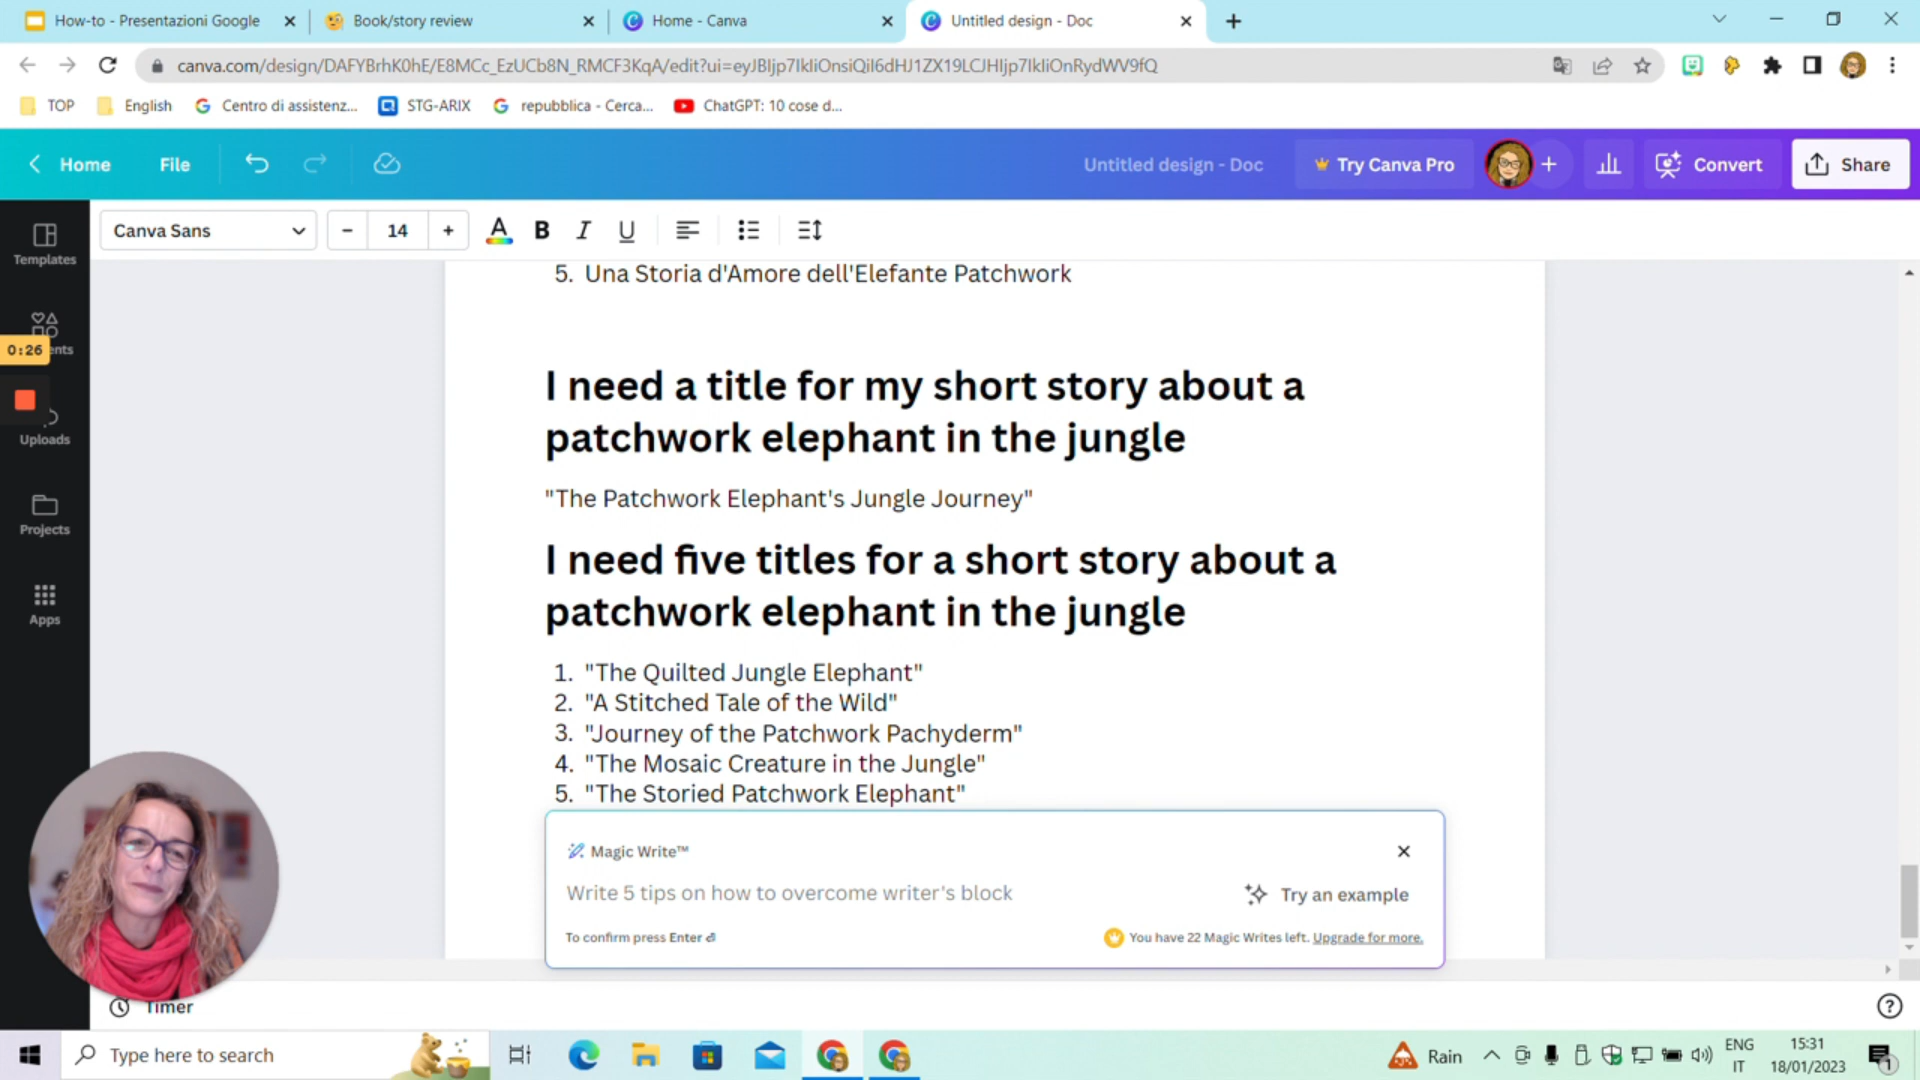 How-to - Presentazioni Google
Book/story review
Home - Canva
Untitled design - Doc
canva.com/design/DAFYBrhK0hE/E8MCc_EzUCb8N_RMCF3KqA/edit?ui=eyJBIjp7IkIiOnsiQiI6dHJ1ZX19LCJHIjp7IkIiOnRydWV9fQ
TOP
English
Centro di assistenz...
STG-ARIX
repubblica - Cerca...
ChatGPT: 10 cose d...
Home
File
Untitled design - Doc
Try Canva Pro
Convert
Share
Canva Sans
14
Templates
0:26
ents
Uploads
Projects
Apps
5. Una Storia d'Amore dell'Elefante Patchwork
I need a title for my short story about a
patchwork elephant in the jungle
"The Patchwork Elephant's Jungle Journey"
I need five titles for a short story about a
patchwork elephant in the jungle
1. "The Quilted Jungle Elephant"
2. "A Stitched Tale of the Wild"
3. "Journey of the Patchwork Pachyderm"
4. "The Mosaic Creature in the Jungle"
5. "The Storied Patchwork Elephant"
Magic Write™
Write 5 tips on how to overcome writer's block
Try an example
To confirm press Enter
You have 22 Magic Writes left. Upgrade for more.
Timer
Type here to search
Rain
ENG
IT
15:31
18/01/2023
1